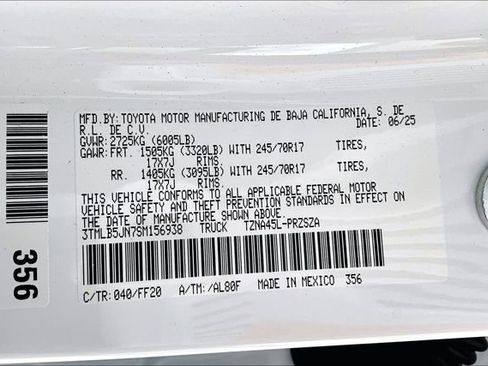 MFD.BY:TOYOTA MOTOR MANUFACTURING DE BAJA CALIFORNIA, S. DE
R.L. DE C.V. DATE: 06/25
GVWR:2725KG (6005LB)
GAWR:FRT. 1505KG (3320LB) WITH 245/70R17 TIRES,
17X7J RIMS.
RR. 1405KG (3095LB) WITH 245/70R17 TIRES,
17X7J RIMS.
THIS VEHICLE CONFORMS TO ALL APPLICABLE FEDERAL MOTOR
VEHICLE SAFETY AND THEFT PREVENTION STANDARDS IN EFFECT ON
THE DATE OF MANUFACTURE SHOWN ABOVE.
3TMLB5JN7SM156938 TRUCK TZNA45L-PRZSZA
C/TR:040/FF20 A/TM:/AL80F MADE IN MEXICO 356
356